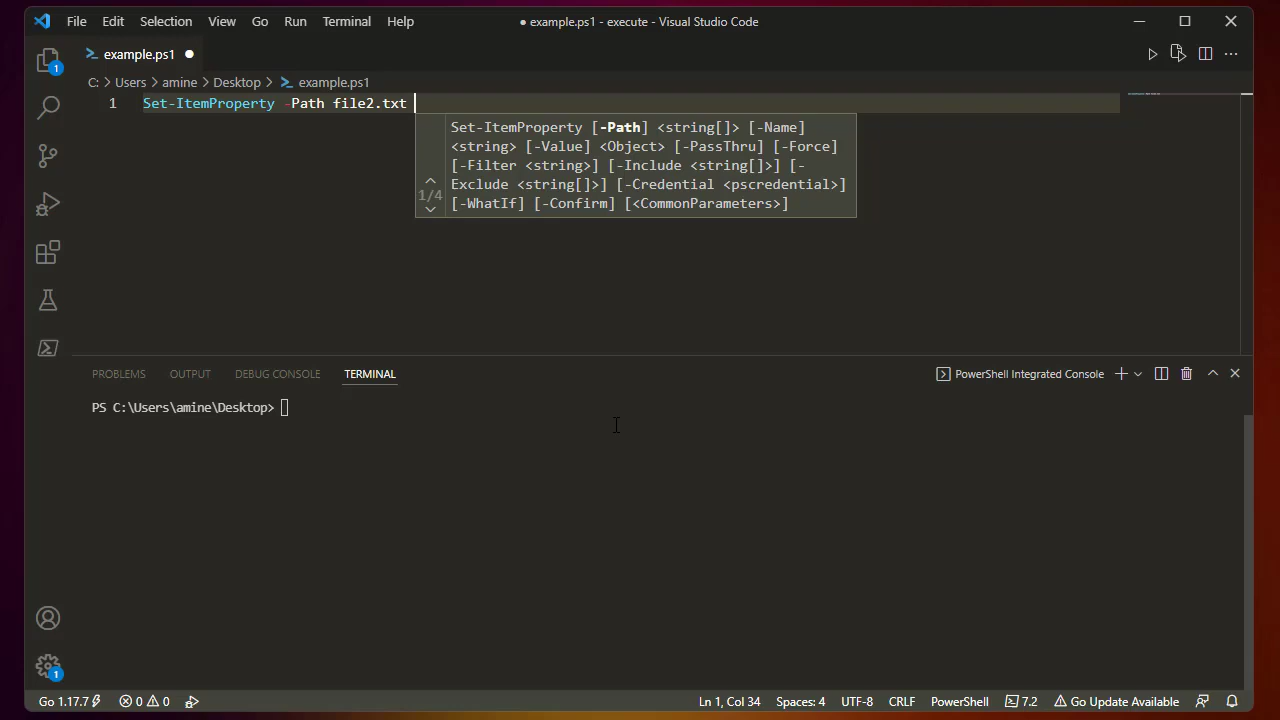 File Edit Selection View Go Run Terminal Help
● example.ps1 - execute - Visual Studio Code
example.ps1 ●
C: > Users > amine > Desktop > example.ps1
1 Set-ItemProperty -Path file2.txt
Set-ItemProperty [-Path] <string[]> [-Name]
<string> [-Value] <Object> [-PassThru] [-Force]
[-Filter <string>] [-Include <string[]>] [-
Exclude <string[]>] [-Credential <pscredential>]
[-WhatIf] [-Confirm] [<CommonParameters>]
1/4
1
PROBLEMS OUTPUT DEBUG CONSOLE TERMINAL
PowerShell Integrated Console
PS C:\Users\amine\Desktop>
1
Go 1.17.7 0 0 Ln 1, Col 34 Spaces: 4 UTF-8 CRLF PowerShell 7.2 Go Update Available